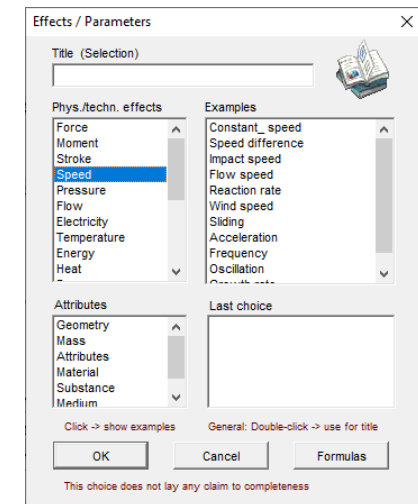 Effects / Parameters
Title (Selection)
Phys./techn. effects
Force
Moment
Stroke
Speed
Pressure
Flow
Electricity
Temperature
Energy
Heat
Examples
Constant_ speed
Speed difference
Impact speed
Flow speed
Reaction rate
Wind speed
Sliding
Acceleration
Frequency
Oscillation
Growth rate
Attributes
Geometry
Mass
Attributes
Material
Substance
Medium
Last choice
Click -> show examples
General: Double-click -> use for title
OK
Cancel
Formulas
This choice does not lay any claim to completeness